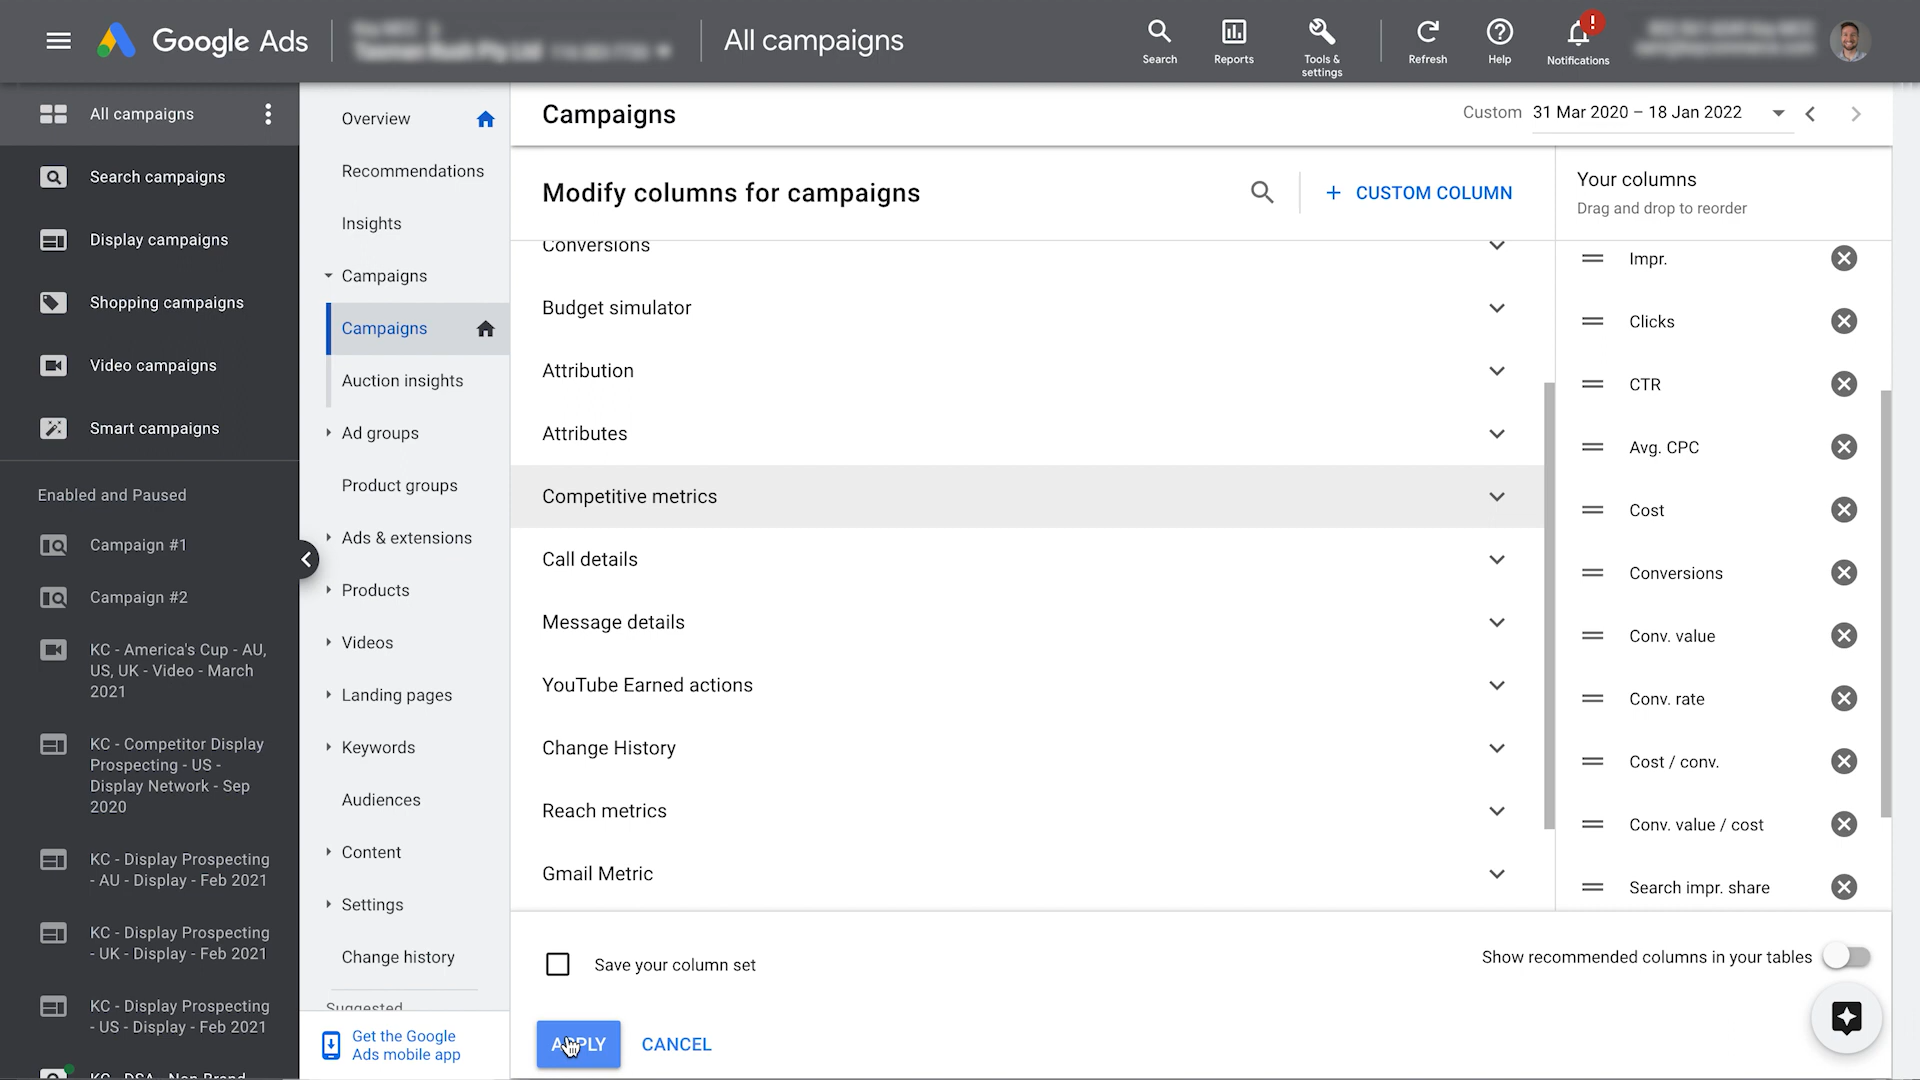 Google Ads
All campaigns
Search
Reports
Tools &
settings
Refresh
Help
!
Notifications
All campaigns
Search campaigns
Display campaigns
Shopping campaigns
Video campaigns
Smart campaigns
Enabled and Paused
Campaign #1
Campaign #2
KC - America's Cup - AU,
US, UK - Video - March
2021
KC - Competitor Display
Prospecting - US -
Display Network - Sep
2020
KC - Display Prospecting
- AU - Display - Feb 2021
KC - Display Prospecting
- UK - Display - Feb 2021
KC - Display Prospecting
- US - Display - Feb 2021
KC - DSA - Non Brand
Overview
Recommendations
Insights
Campaigns
Campaigns
Auction insights
Ad groups
Product groups
Ads & extensions
Products
Videos
Landing pages
Keywords
Audiences
Content
Settings
Change history
Suggested
Get the Google
Ads mobile app
Campaigns
Custom 31 Mar 2020 – 18 Jan 2022
Modify columns for campaigns
+ CUSTOM COLUMN
Conversions
Budget simulator
Attribution
Attributes
Competitive metrics
Call details
Message details
YouTube Earned actions
Change History
Reach metrics
Gmail Metric
Your columns
Drag and drop to reorder
Impr.
Clicks
CTR
Avg. CPC
Cost
Conversions
Conv. value
Conv. rate
Cost / conv.
Conv. value / cost
Search impr. share
Save your column set
Show recommended columns in your tables
APPLY
CANCEL